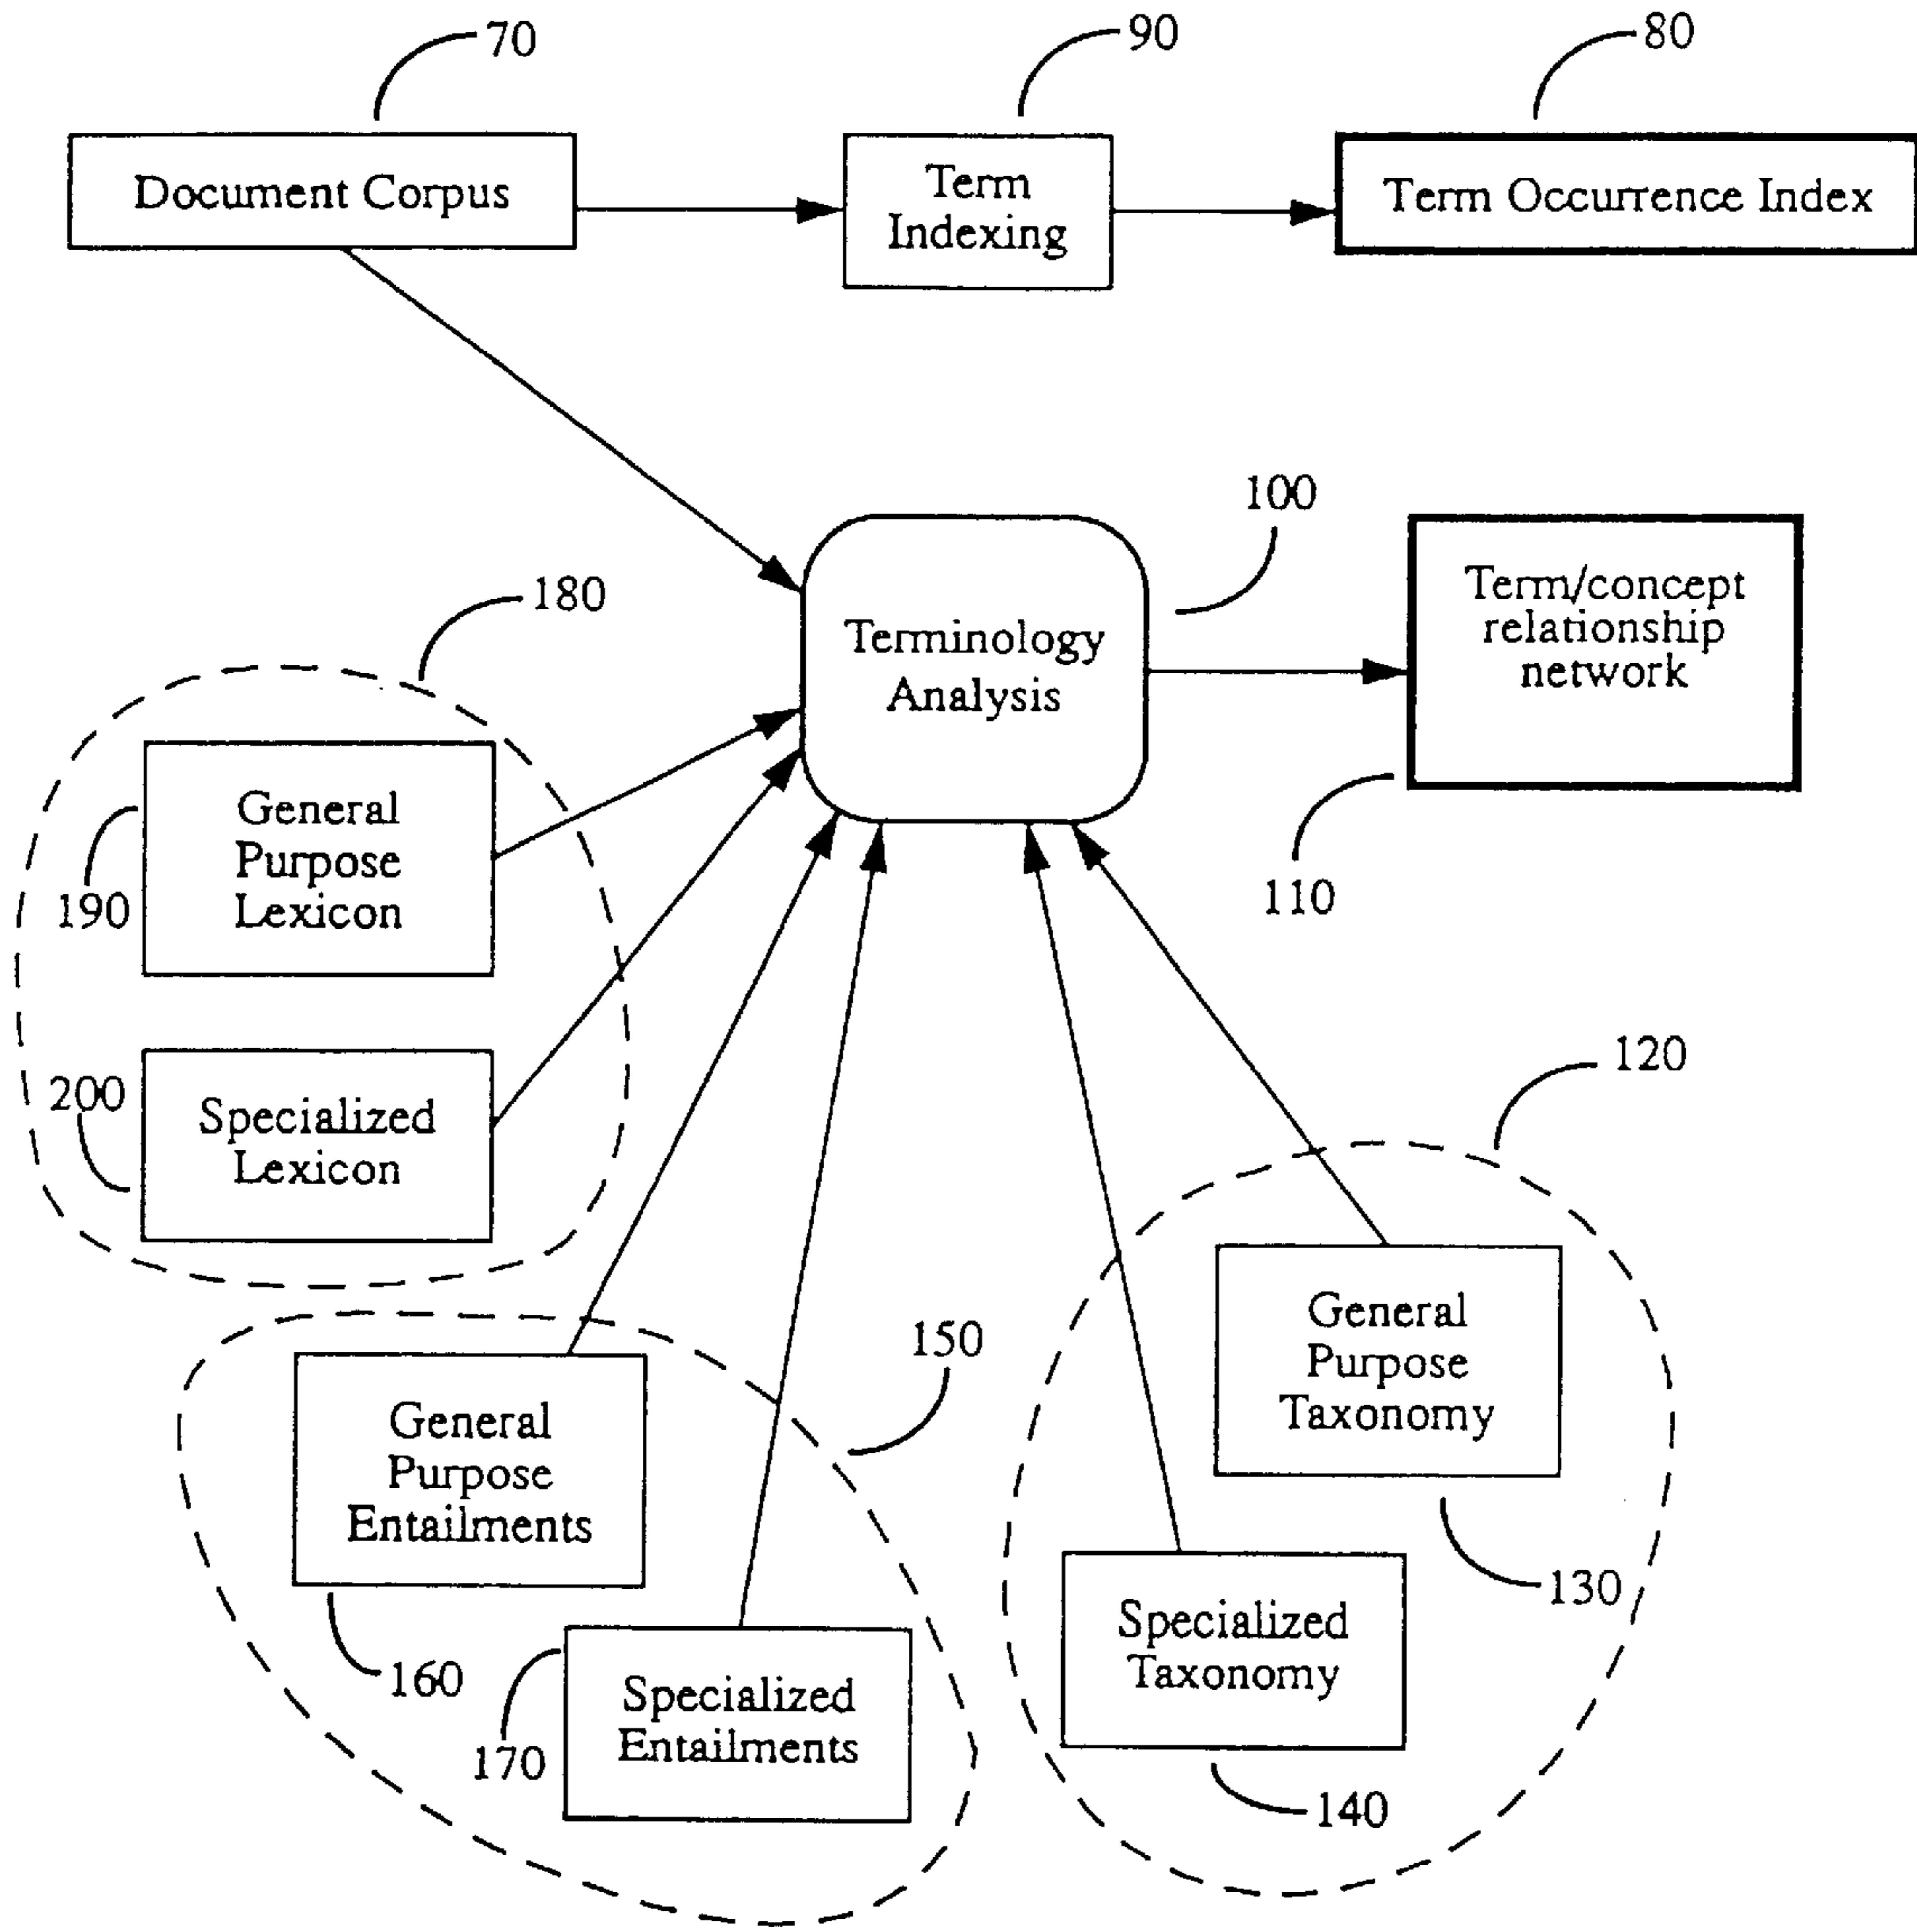 70
90
80
Document Corpus
Term
Indexing
Term Occurrence Index
100
180
Terminology
Analysis
Term/concept
relationship
network
110
190
General
Purpose
Lexicon
200
Specialized
Lexicon
120
150
General
Purpose
Entailments
160
170
Specialized
Entailments
General
Purpose
Taxonomy
130
Specialized
Taxonomy
140